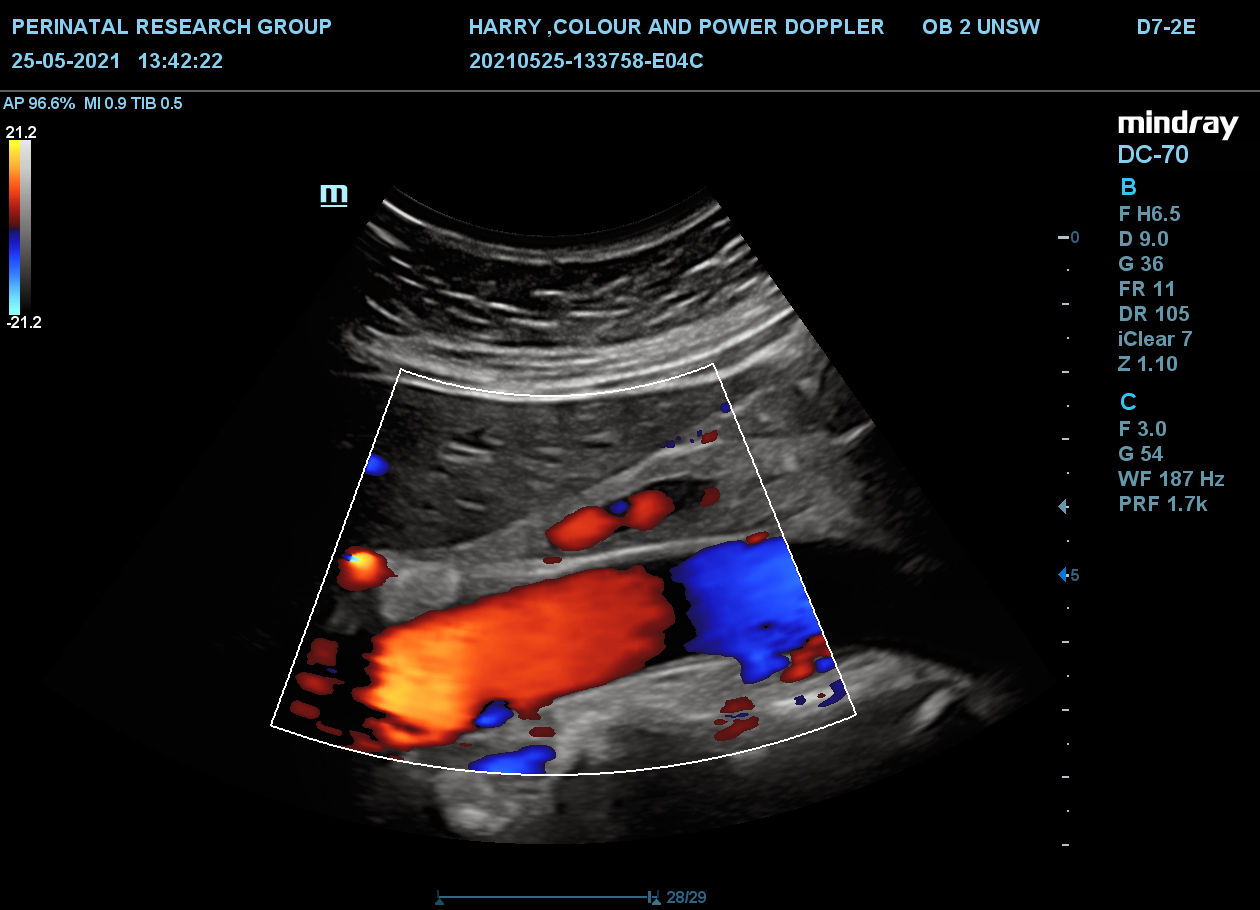 PERINATAL RESEARCH GROUP HARRY ,COLOUR AND POWER DOPPLER OB 2 UNSW D7-2E
25-05-2021 13:42:22 20210525-133758-E04C
AP 96.6% MI 0.9 TIB 0.5
21.2
-21.2
m
mindray
DC-70
B
F H6.5
D 9.0
G 36
FR 11
DR 105
iClear 7
Z 1.10
C
F 3.0
G 54
WF 187 Hz
PRF 1.7k
0
5
28/29